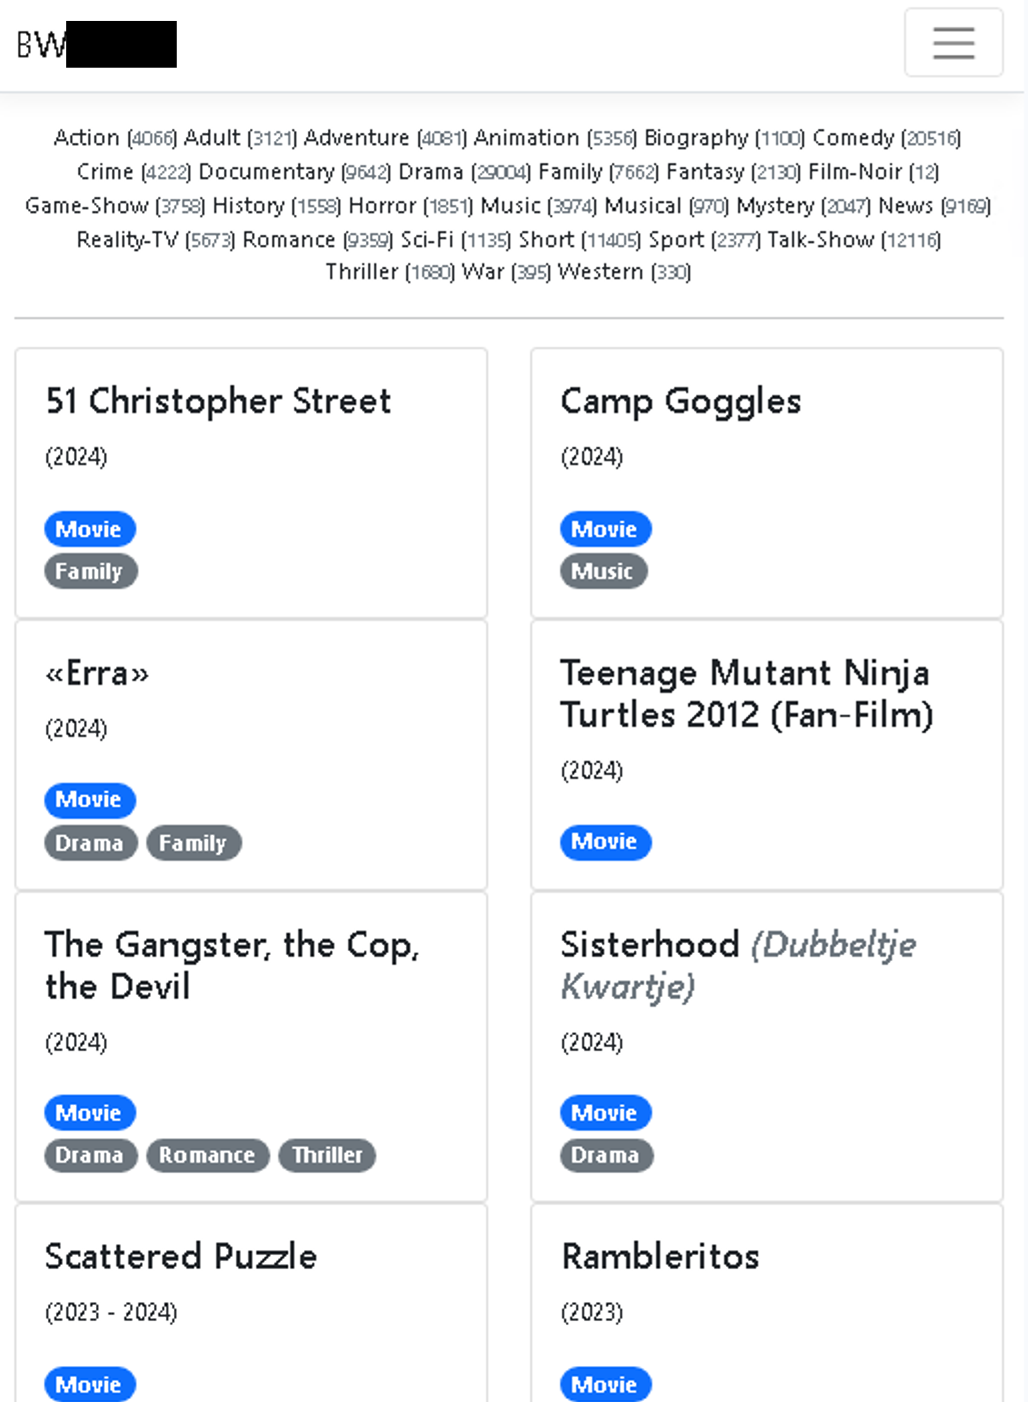 BW
Action (4066) Adult (3121) Adventure (4081) Animation (5356) Biography (1100) Comedy (20516)
Crime (4222) Documentary (9642) Drama (29004) Family (7662) Fantasy (2130) Film-Noir (12)
Game-Show (3758) History (1558) Horror (1851) Music (3974) Musical (970) Mystery (2047) News (9169)
Reality-TV (5673) Romance (9359) Sci-Fi (1135) Short (11405) Sport (2377) Talk-Show (12116)
Thriller (1680) War (395) Western (330)
51 Christopher Street
(2024)
Movie
Family
Camp Goggles
(2024)
Movie
Music
«Erra»
(2024)
Movie
Drama Family
Teenage Mutant Ninja
Turtles 2012 (Fan-Film)
(2024)
Movie
The Gangster, the Cop,
the Devil
(2024)
Movie
Drama Romance Thriller
Sisterhood (Dubbeltje
Kwartje)
(2024)
Movie
Drama
Scattered Puzzle
(2023 - 2024)
Movie
Rambleritos
(2023)
Movie